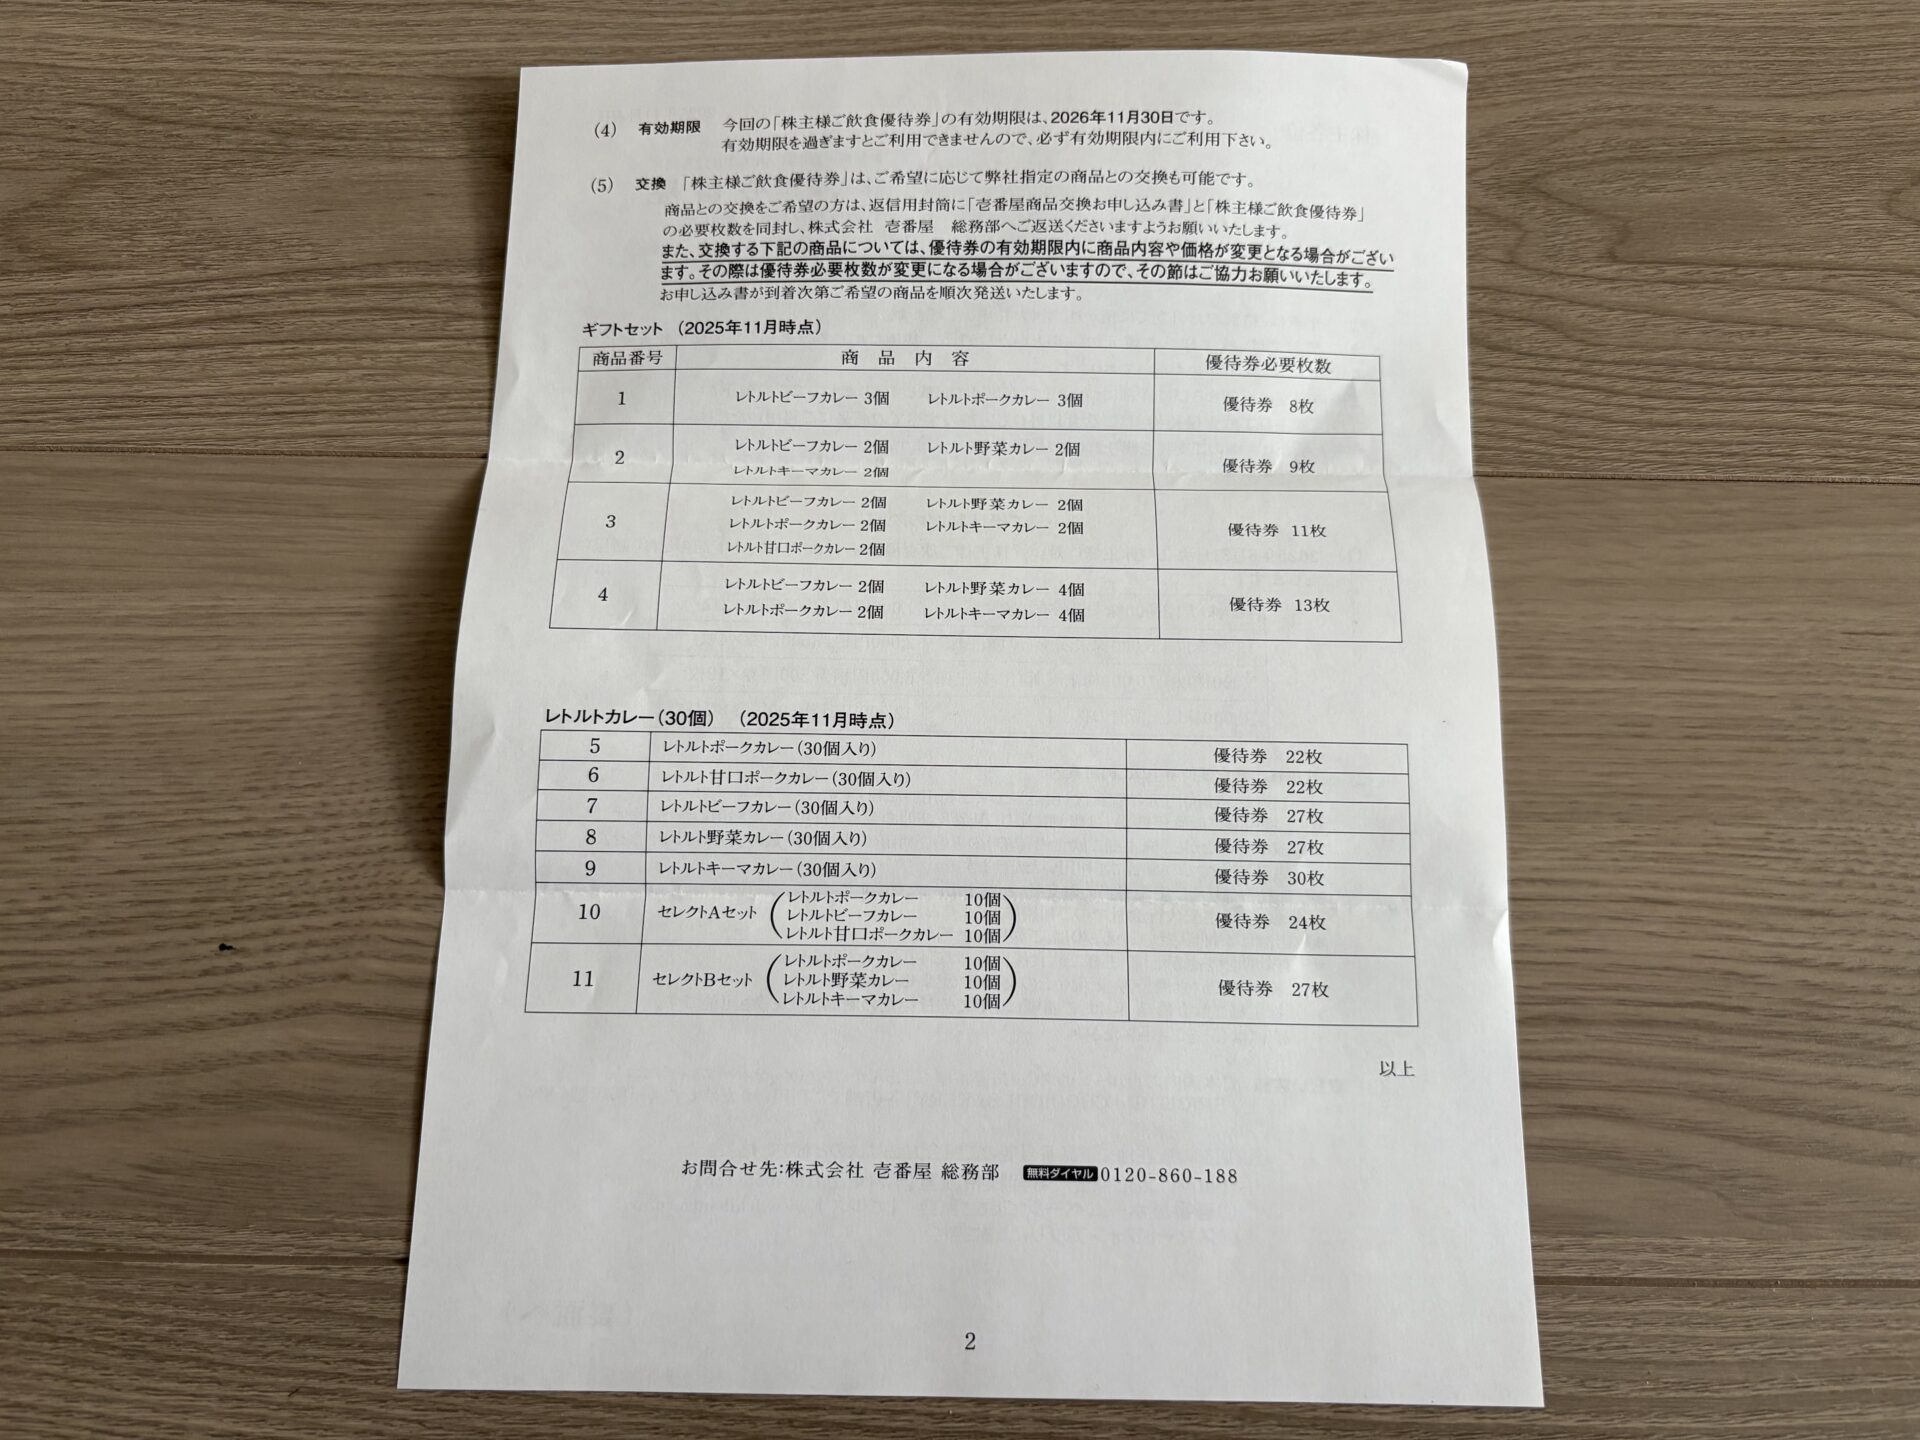 (4) 有効期限 今回の「株主様ご飲食優待券」の有効期限は、2026年11月30日です。
有効期限を過ぎますとご利用できませんので、必ず有効期限内にご利用下さい。
(5) 交換 「株主様ご飲食優待券」は、ご希望に応じて弊社指定の商品との交換も可能です。
商品との交換をご希望の方は、返信用封筒に「壱番屋商品交換お申し込み書」と「株主様ご飲食優待券」
の必要枚数を同封し、株式会社 壱番屋 総務部へご返送くださいますようお願いいたします。
また、交換する下記の商品については、優待券の有効期限内に商品内容や価格が変更となる場合がござい
ます。その際は優待券必要枚数が変更になる場合がございますので、その節はご協力お願いいたします。
お申し込み書が到着次第ご希望の商品を順次発送いたします。
ギフトセット (2025年11月時点)
商品番号 商品内容 優待券必要枚数
1 レトルトビーフカレー 3個 レトルトポークカレー 3個 優待券 8枚
2 レトルトビーフカレー 2個 レトルト野菜カレー 2個 優待券 9枚
レトルトキーマカレー 2個
レトルトビーフカレー 2個 レトルト野菜カレー 2個
3 レトルトポークカレー 2個 レトルトキーマカレー 2個 優待券 11枚
レトルト甘口ポークカレー 2個
4 レトルトビーフカレー 2個 レトルト野菜カレー 4個 優待券 13枚
レトルトポークカレー 2個 レトルトキーマカレー 4個
レトルトカレー(30個) (2025年11月時点)
5 レトルトポークカレー(30個入り) 優待券 22枚
6 レトルト甘口ポークカレー(30個入り) 優待券 22枚
7 レトルトビーフカレー(30個入り) 優待券 27枚
8 レトルト野菜カレー(30個入り) 優待券 27枚
9 レトルトキーマカレー(30個入り) 優待券 30枚
レトルトポークカレー 10個
10 セレクトAセット レトルトビーフカレー 10個 優待券 24枚
レトルト甘口ポークカレー 10個
レトルトポークカレー 10個
11 セレクトBセット レトルト野菜カレー 10個 優待券 27枚
レトルトキーマカレー 10個
以上
お問合せ先:株式会社 壱番屋 総務部 無料ダイヤル 0120-860-188
2